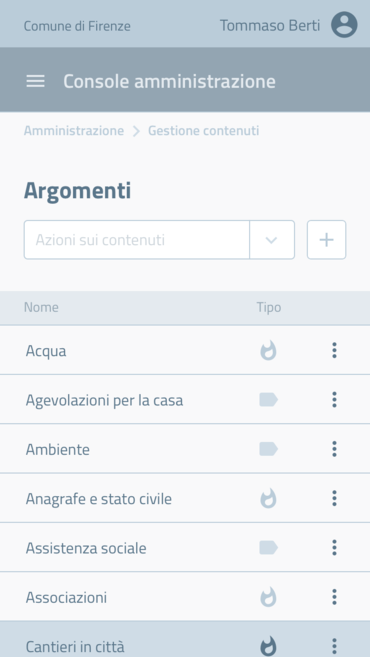 Comune di Firenze
Tommaso Berti
Console amministrazione
Amministrazione > Gestione contenuti
Argomenti
Azioni sui contenuti
Nome Tipo
Acqua
Agevolazioni per la casa
Ambiente
Anagrafe e stato civile
Assistenza sociale
Associazioni
Cantieri in città